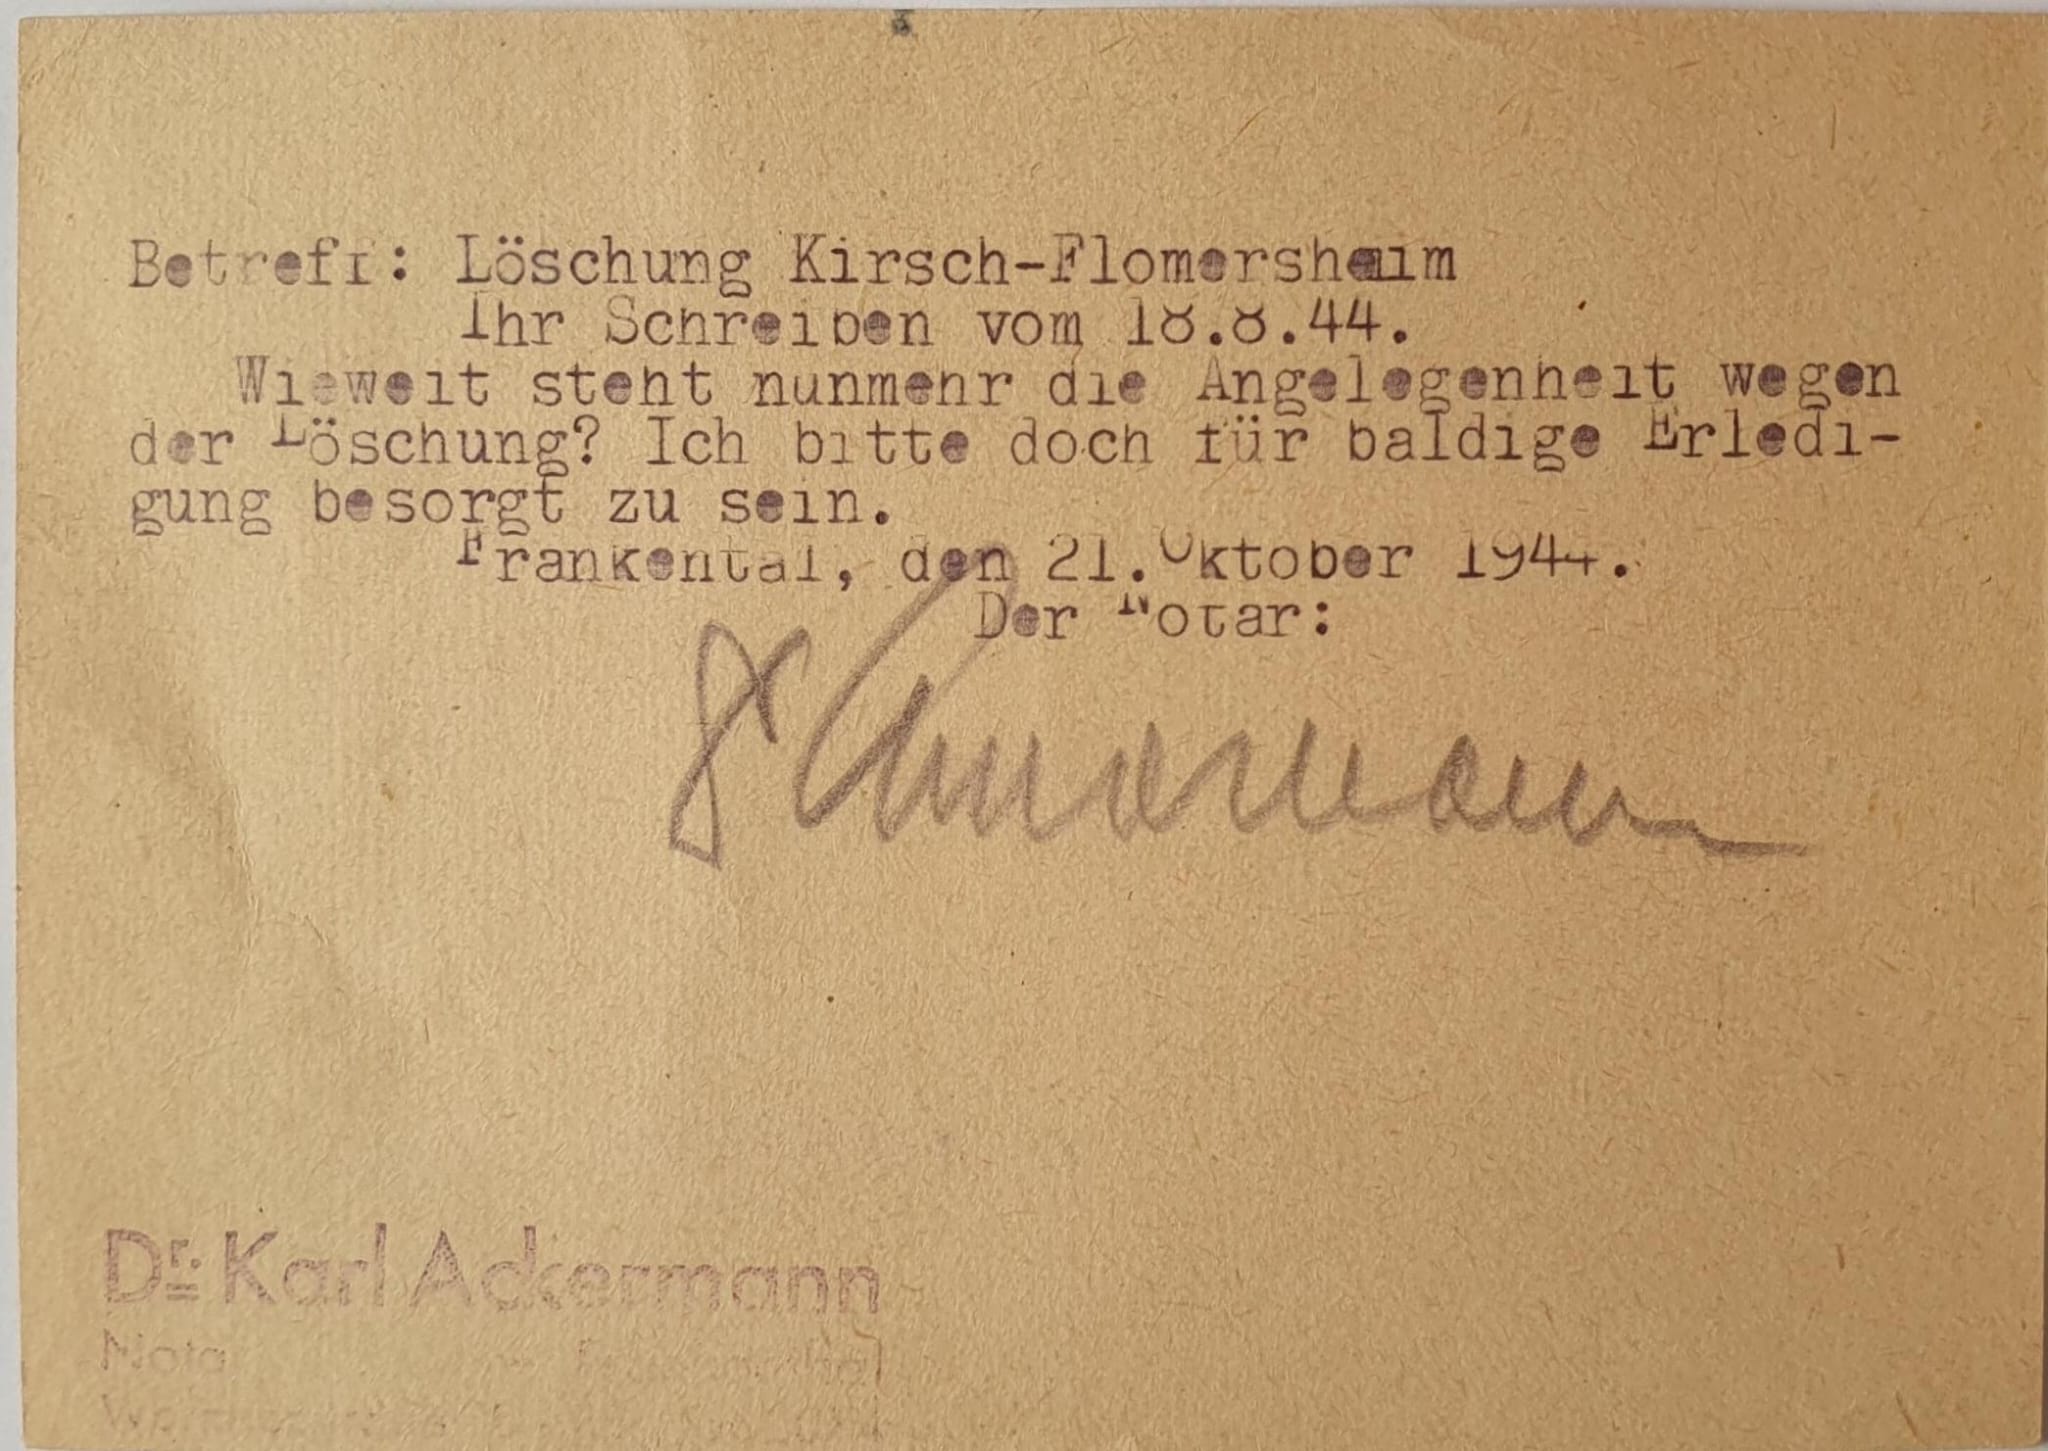 Betreff: Löschung Kirsch-Flomersheim
Ihr Schreiben vom 18.8.44.
Wieweit steht nunmehr die Angelegenheit wegen
der Löschung? Ich bitte doch für baldige Erledi-
gung besorgt zu sein.
Frankental, den 21.Oktober 1944.
Der Notar:
Dr. Karl Ackermann
Notar Frankenthal